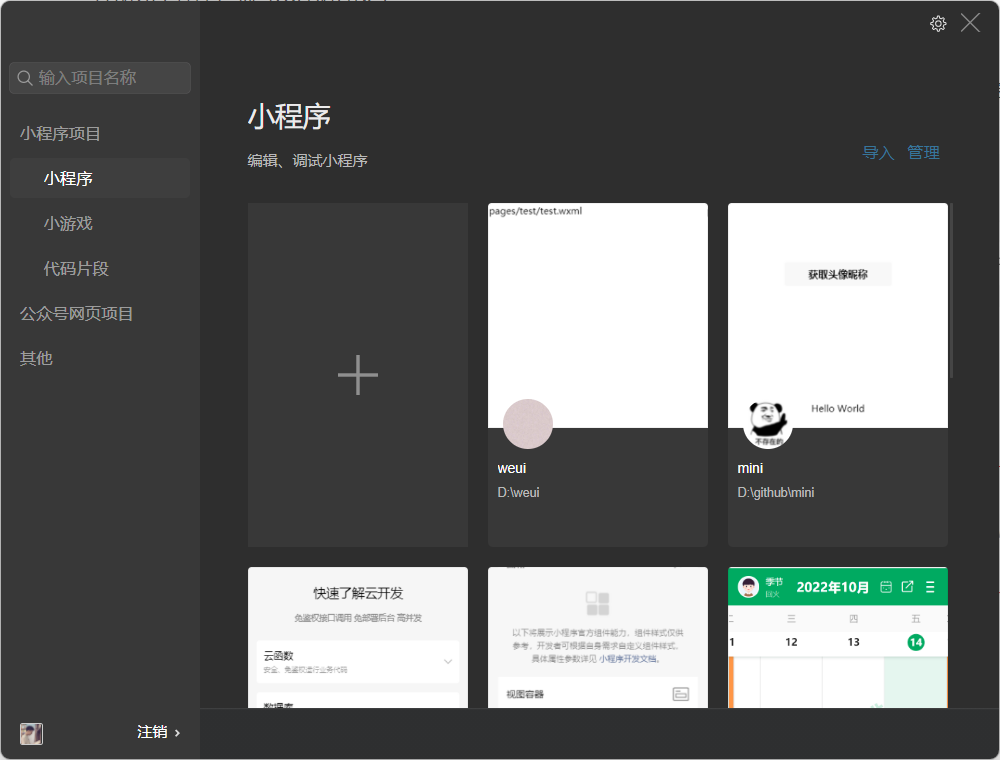 输入项目名称
小程序项目
小程序
小游戏
代码片段
公众号网页项目
其他
注销
小程序
编辑、调试小程序
导入 管理
pages/test/test.wxml
weui
D:\weui
获取头像昵称
Hello World
不存在的
mini
D:\github\mini
快速了解云开发
免鉴权接口调用 免部署后台 高并发
云函数
安全、免鉴权运行业务代码
以下将展示小程序官方组件能力，组件样式仅供
参考，开发者可根据自身需求自定义组件样式，
具体属性参数详见 小程序开发文档。
视图容器
季节
2022年10月
三 四 五
1 12 13 14